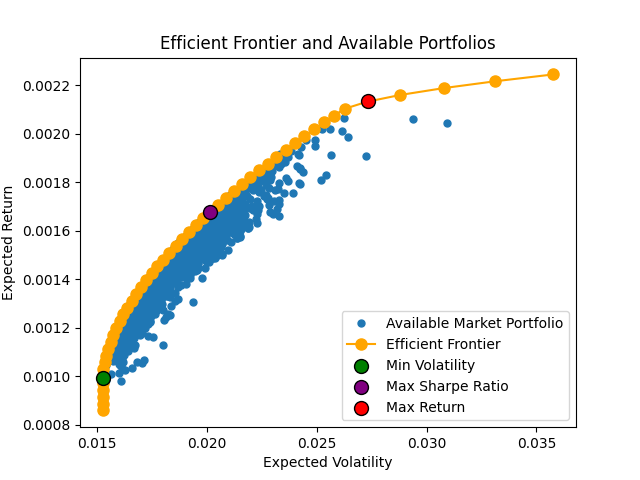 Efficient Frontier and Available Portfolios
Expected Return
0.0022
0.0020
0.0018
0.0016
0.0014
0.0012
0.0010
0.0008
Available Market Portfolio
Efficient Frontier
Min Volatility
Max Sharpe Ratio
Max Return
0.015 0.020 0.025 0.030 0.035
Expected Volatility